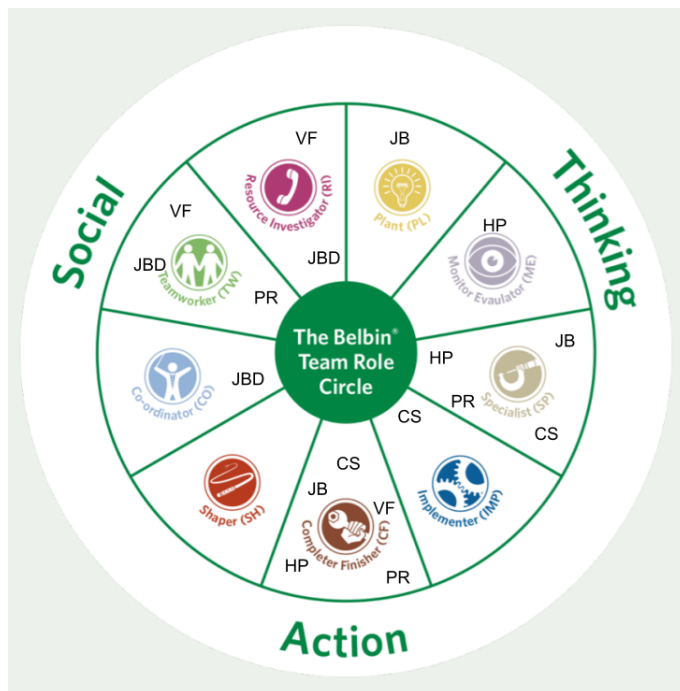 Social
Thinking
Action
The Belbin®
Team Role
Circle
VF
Resource Investigator (RI)
JBD
JB
Plant (PL)
HP
Monitor Evaulator (ME)
JB
HP
Specialist (SP)
PR
CS
CS
Implementer (IMP)
CS
JB
VF
Completer Finisher (CF)
HP
PR
Shaper (SH)
Co-ordinator (CO)
JBD
VF
JBD
Teamworker (TW)
PR